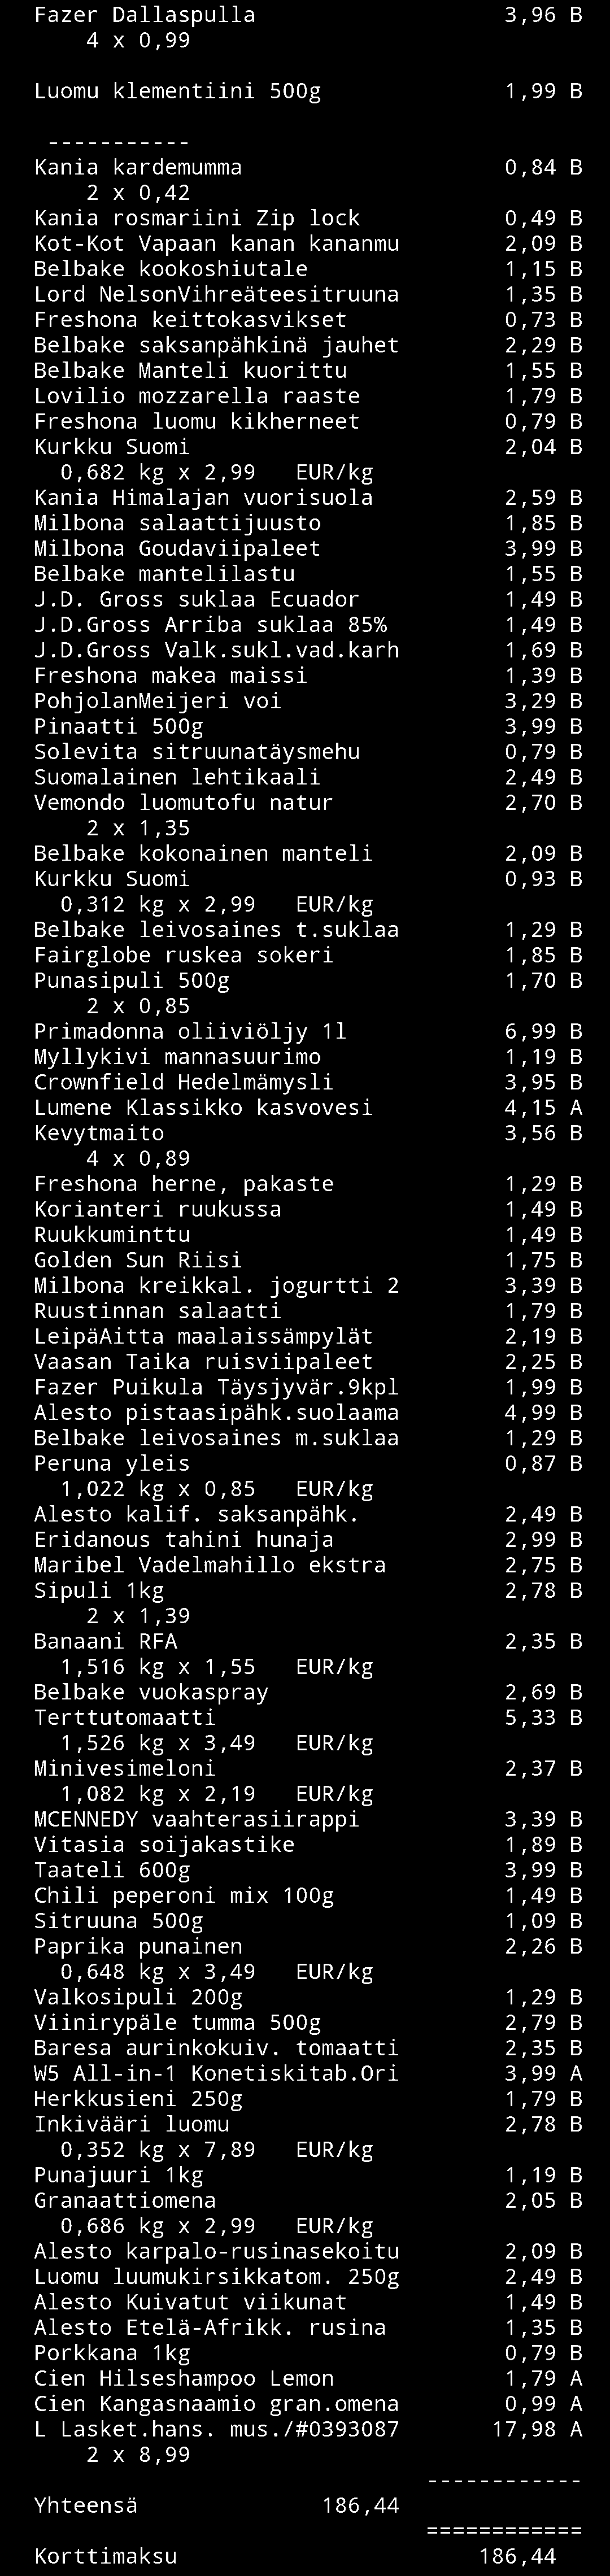 Fazer Dallaspulla 3,96 B
4 x 0,99
Luomu klementiini 500g 1,99 B
-----------
Kania kardemumma 0,84 B
2 x 0,42
Kania rosmariini Zip lock 0,49 B
Kot-Kot Vapaan kanan kananmu 2,09 B
Belbake kookoshiutale 1,15 B
Lord NelsonVihreäteesitruuna 1,35 B
Freshona keittokasvikset 0,73 B
Belbake saksanpähkinä jauhet 2,29 B
Belbake Manteli kuorittu 1,55 B
Lovilio mozzarella raaste 1,79 B
Freshona luomu kikherneet 0,79 B
Kurkku Suomi 2,04 B
0,682 kg x 2,99 EUR/kg
Kania Himalajan vuorisuola 2,59 B
Milbona salaattijuusto 1,85 B
Milbona Goudaviipaleet 3,99 B
Belbake mantelilastu 1,55 B
J.D. Gross suklaa Ecuador 1,49 B
J.D.Gross Arriba suklaa 85% 1,49 B
J.D.Gross Valk.sukl.vad.karh 1,69 B
Freshona makea maissi 1,39 B
PohjolanMeijeri voi 3,29 B
Pinaatti 500g 3,99 B
Solevita sitruunatäysmehu 0,79 B
Suomalainen lehtikaali 2,49 B
Vemondo luomutofu natur 2,70 B
2 x 1,35
Belbake kokonainen manteli 2,09 B
Kurkku Suomi 0,93 B
0,312 kg x 2,99 EUR/kg
Belbake leivosaines t.suklaa 1,29 B
Fairglobe ruskea sokeri 1,85 B
Punasipuli 500g 1,70 B
2 x 0,85
Primadonna oliiviöljy 1l 6,99 B
Myllykivi mannasuurimo 1,19 B
Crownfield Hedelmämysli 3,95 B
Lumene Klassikko kasvovesi 4,15 A
Kevytmaito 3,56 B
4 x 0,89
Freshona herne, pakaste 1,29 B
Korianteri ruukussa 1,49 B
Ruukkuminttu 1,49 B
Golden Sun Riisi 1,75 B
Milbona kreikkal. jogurtti 2 3,39 B
Ruustinnan salaatti 1,79 B
LeipäAitta maalaissämpylät 2,19 B
Vaasan Taika ruisviipaleet 2,25 B
Fazer Puikula Täysjyvär.9kpl 1,99 B
Alesto pistaasipähk.suolaama 4,99 B
Belbake leivosaines m.suklaa 1,29 B
Peruna yleis 0,87 B
1,022 kg x 0,85 EUR/kg
Alesto kalif. saksanpähk. 2,49 B
Eridanous tahini hunaja 2,99 B
Maribel Vadelmahillo ekstra 2,75 B
Sipuli 1kg 2,78 B
2 x 1,39
Banaani RFA 2,35 B
1,516 kg x 1,55 EUR/kg
Belbake vuokaspray 2,69 B
Terttutomaatti 5,33 B
1,526 kg x 3,49 EUR/kg
Minivesimeloni 2,37 B
1,082 kg x 2,19 EUR/kg
MCENNEDY vaahterasiirappi 3,39 B
Vitasia soijakastike 1,89 B
Taateli 600g 3,99 B
Chili peperoni mix 100g 1,49 B
Sitruuna 500g 1,09 B
Paprika punainen 2,26 B
0,648 kg x 3,49 EUR/kg
Valkosipuli 200g 1,29 B
Viinirypäle tumma 500g 2,79 B
Baresa aurinkokuiv. tomaatti 2,35 B
W5 All-in-1 Konetiskitab.Ori 3,99 A
Herkkusieni 250g 1,79 B
Inkivääri luomu 2,78 B
0,352 kg x 7,89 EUR/kg
Punajuuri 1kg 1,19 B
Granaattiomena 2,05 B
0,686 kg x 2,99 EUR/kg
Alesto karpalo-rusinasekoitu 2,09 B
Luomu luumukirsikkatom. 250g 2,49 B
Alesto Kuivatut viikunat 1,49 B
Alesto Etelä-Afrikk. rusina 1,35 B
Porkkana 1kg 0,79 B
Cien Hilseshampoo Lemon 1,79 A
Cien Kangasnaamio gran.omena 0,99 A
L Lasket.hans. mus./#0393087 17,98 A
2 x 8,99
------------
Yhteensä 186,44
============
Korttimaksu 186,44